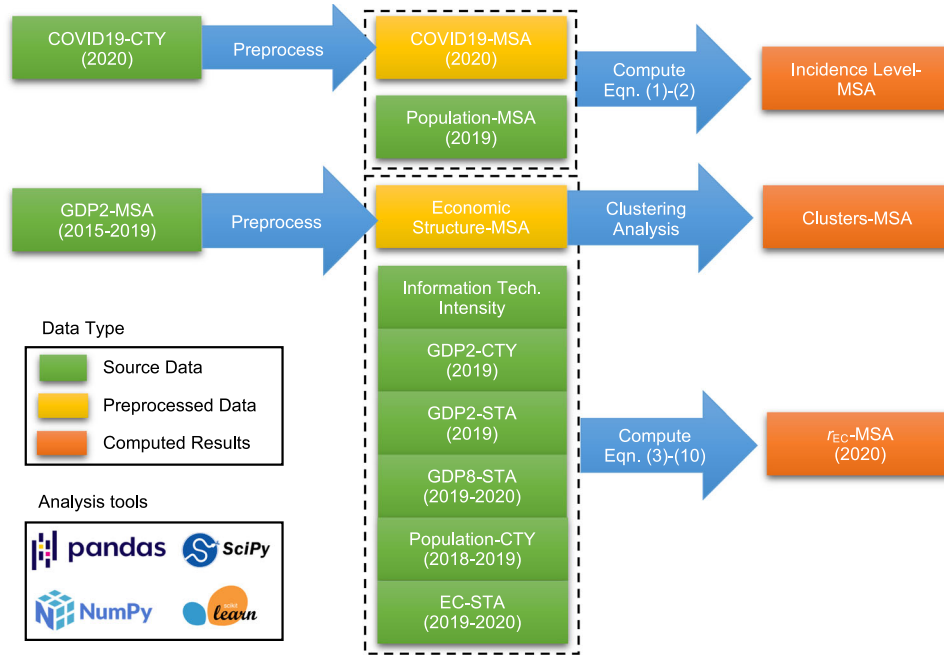 COVID19-CTY
(2020)
Preprocess
COVID19-MSA
(2020)
Population-MSA
(2019)
Compute
Eqn. (1)-(2)
Incidence Level-
MSA
GDP2-MSA
(2015-2019)
Preprocess
Economic
Structure-MSA
Clustering
Analysis
Clusters-MSA
Information Tech.
Intensity
GDP2-CTY
(2019)
GDP2-STA
(2019)
GDP8-STA
(2019-2020)
Population-CTY
(2018-2019)
EC-STA
(2019-2020)
Compute
Eqn. (3)-(10)
rEC-MSA
(2020)
Data Type
Source Data
Preprocessed Data
Computed Results
Analysis tools
pandas
SciPy
NumPy
scikit
learn